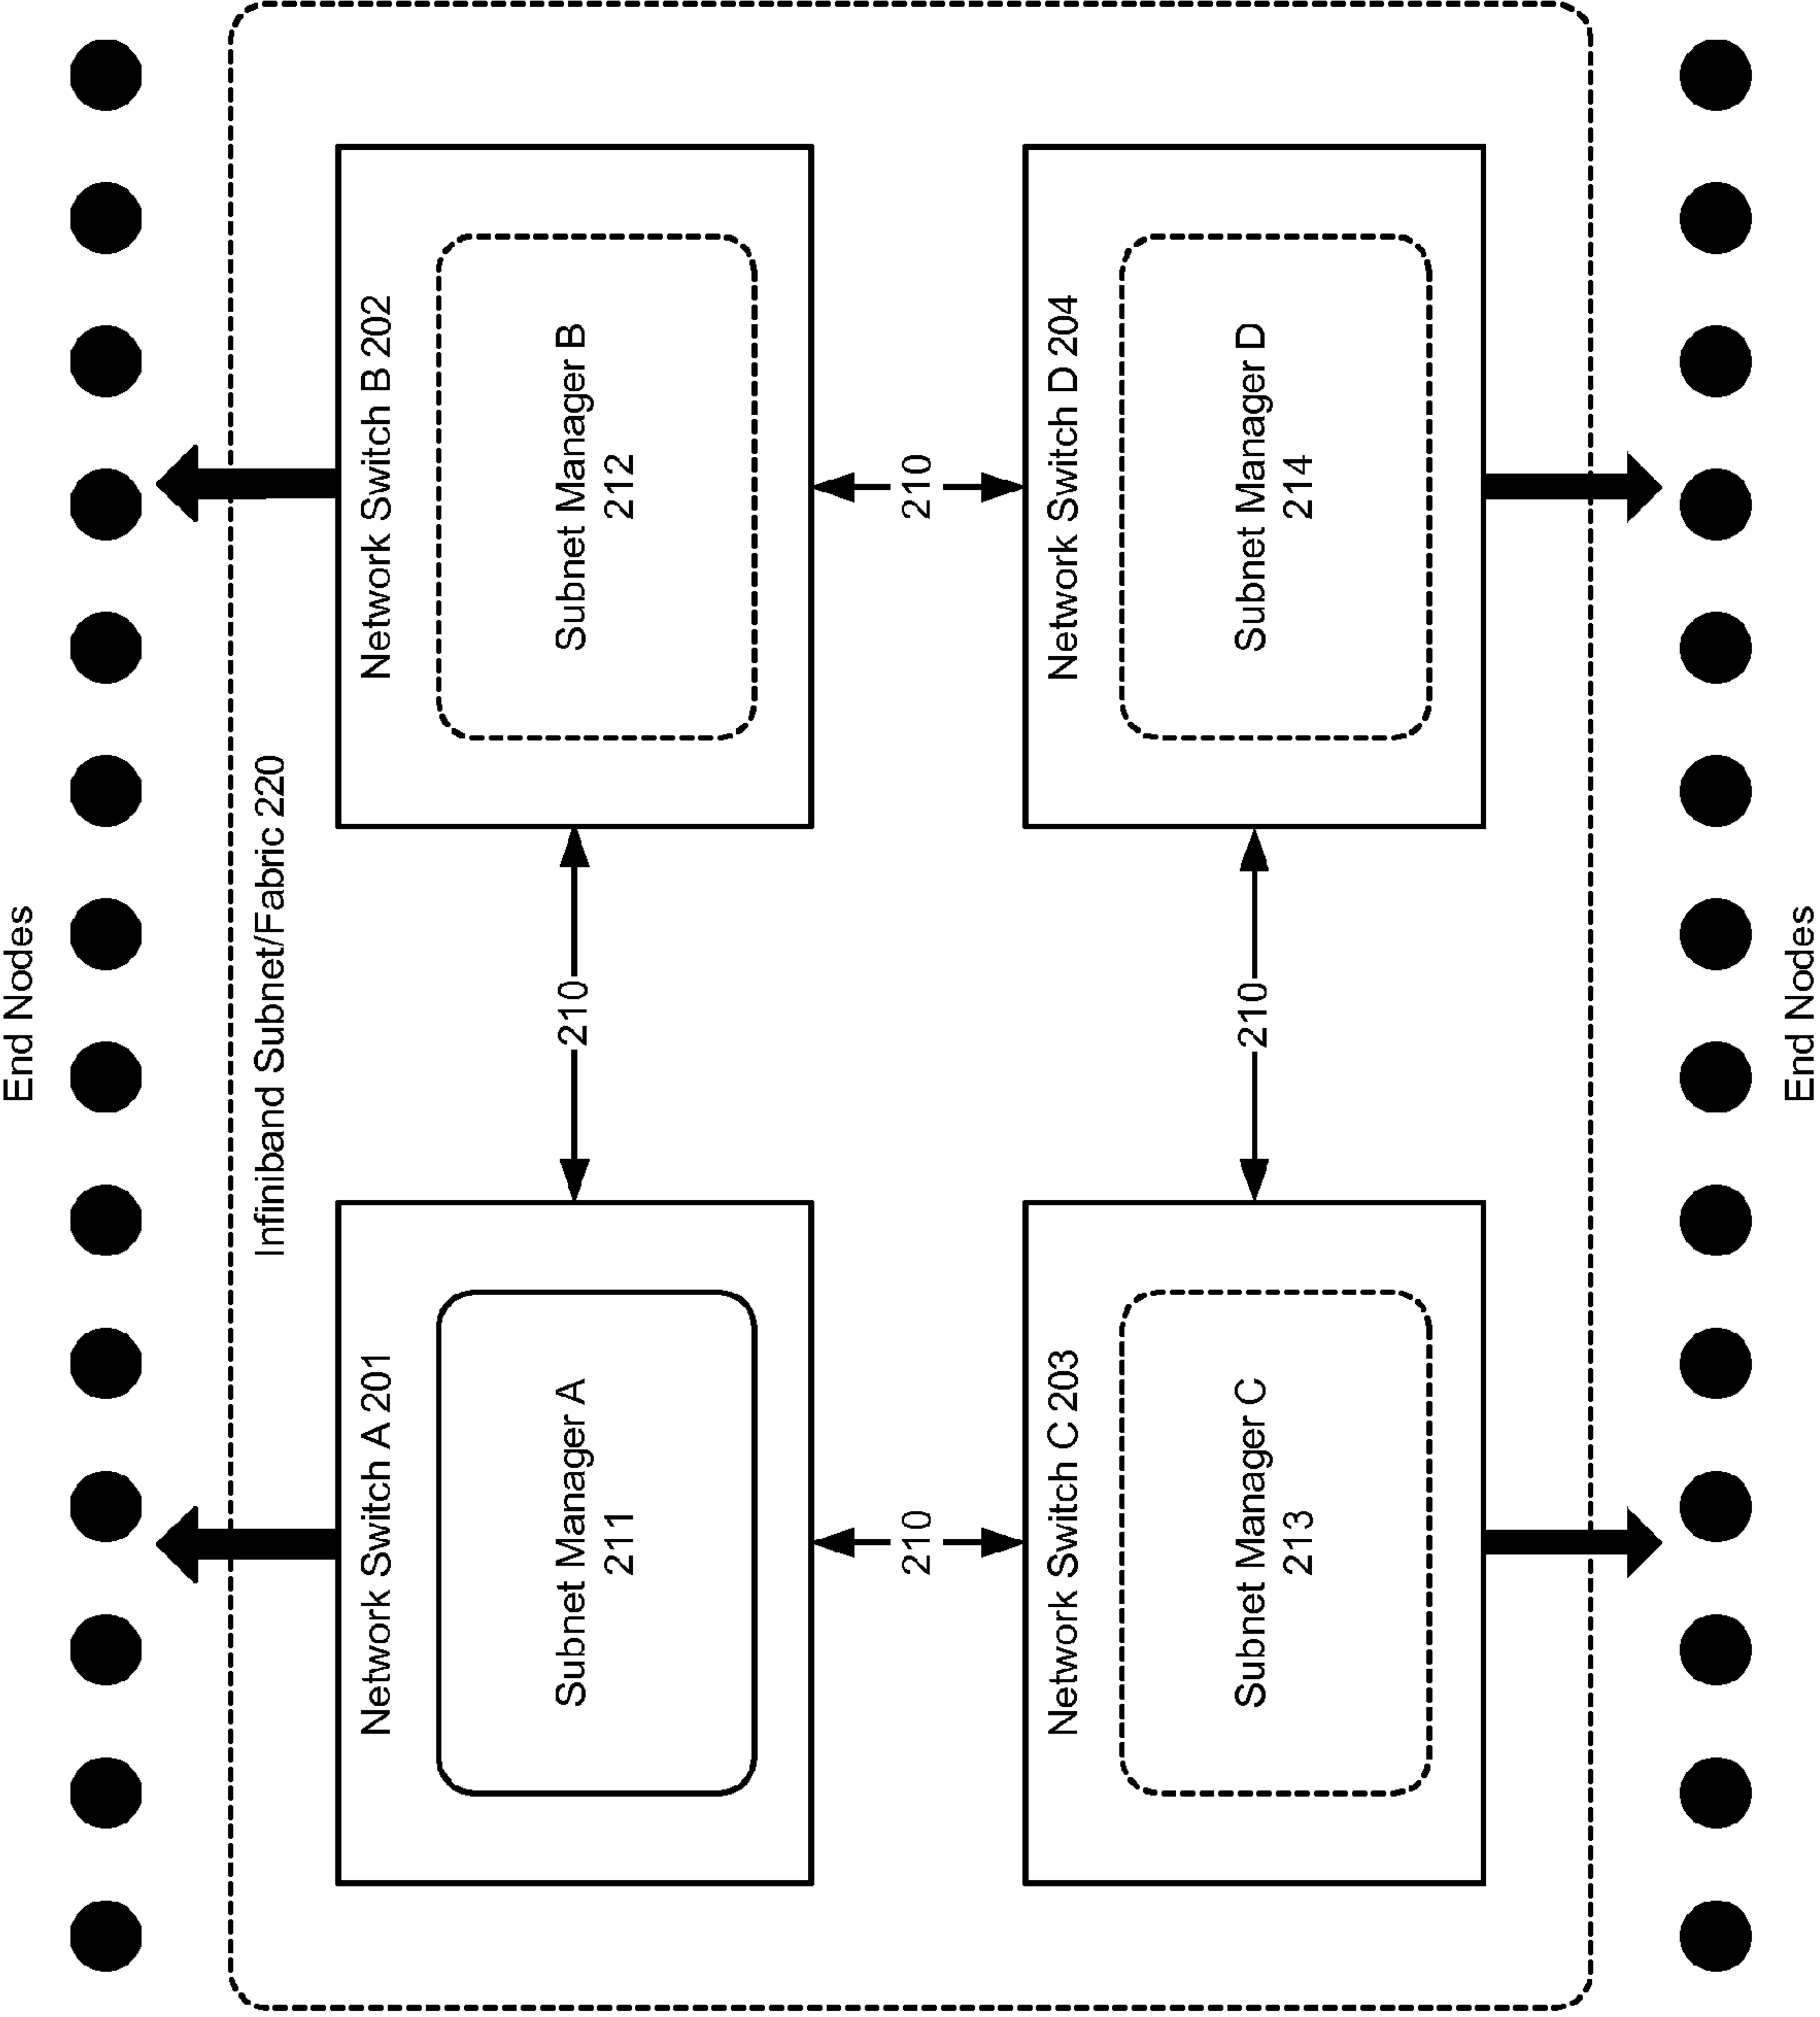 End Nodes
Infiniband Subnet/Fabric 220
Network Switch A 201
Subnet Manager A
211
210
Network Switch B 202
Subnet Manager B
212
210
210
Network Switch C 203
Subnet Manager C
213
210
Network Switch D 204
Subnet Manager D
214
End Nodes